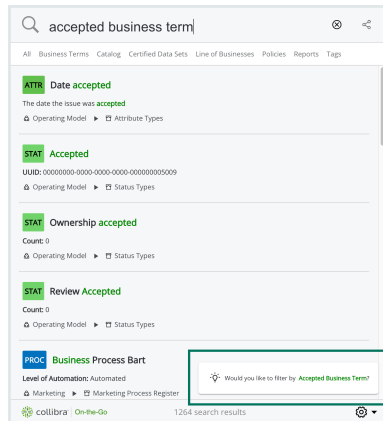 accepted business term
All Business Terms Catalog Certified Data Sets Line of Businesses Policies Reports Tags
ATTR Date accepted
The date the issue was accepted
Operating Model ▶ Attribute Types
STAT Accepted
UUID: 00000000-0000-0000-0000-000000005009
Operating Model ▶ Status Types
STAT Ownership accepted
Count: 0
Operating Model ▶ Status Types
STAT Review Accepted
Count: 0
Operating Model ▶ Status Types
PROC Business Process Bart
Level of Automation: Automated
Marketing ▶ Marketing Process Register
Would you like to filter by Accepted Business Term?
collibra On-the-Go 1264 search results